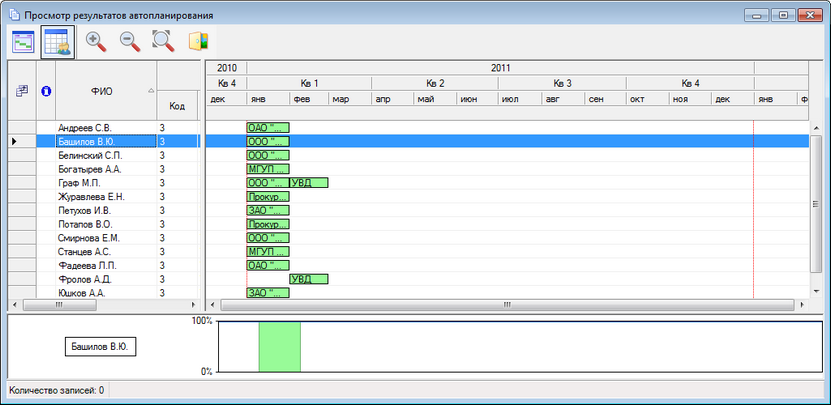 Просмотр результатов автопланирования
2010 2011
Кв 4 Кв 1 Кв 2 Кв 3 Кв 4
ФИО Код дек янв фев мар апр май июн июл авг сен окт ноя дек янв ф
Андреев С.В. 3 ОАО "...
Башилов В.Ю. 3 ООО "...
Белинский С.П. 3 ООО "...
Богатырев А.А. 3 МГУП ...
Граф М.П. 3 ООО "... УВД
Журавлева Е.Н. 3 Прокур...
Петухов И.В. 3 ЗАО "...
Потапов В.О. 3 Прокур...
Смирнова Е.М. 3 ООО "...
Станцев А.С. 3 МГУП ...
Фадеева Л.П. 3 ОАО "...
Фролов А.Д. 3 УВД
Юшков А.А. 3 ЗАО "...
100%
Башилов В.Ю.
0%
Количество записей: 0